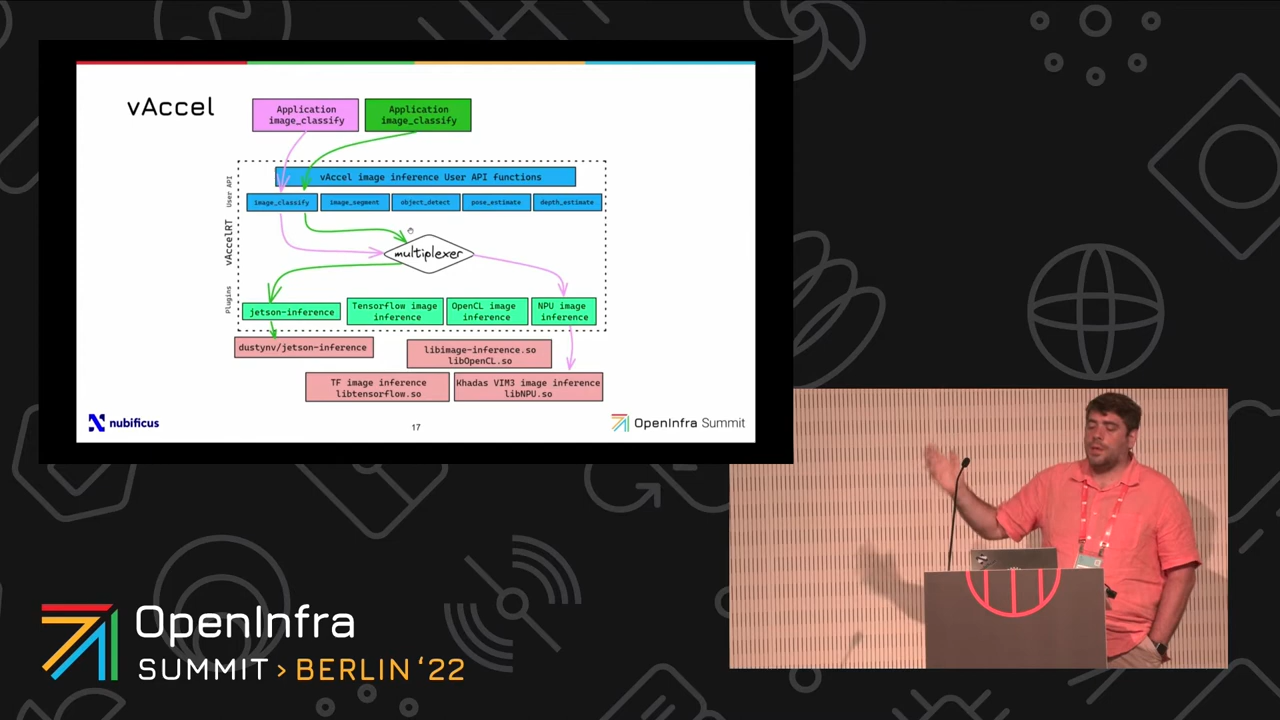 vAccel
Application
image_classify
Application
image_classify
User API
vAccel image inference User API functions
image_classify
image_segment
object_detect
pose_estimate
depth_estimate
vAccelRT
multiplexer
Plugins
jetson-inference
Tensorflow image
inference
OpenCL image
inference
NPU image
inference
dustynv/jetson-inference
libimage-inference.so
libOpenCL.so
TF image inference
libtensorflow.so
Khadas VIM3 image inference
libNPU.so
nubificus
17
OpenInfra Summit
OpenInfra
SUMMIT > BERLIN '22